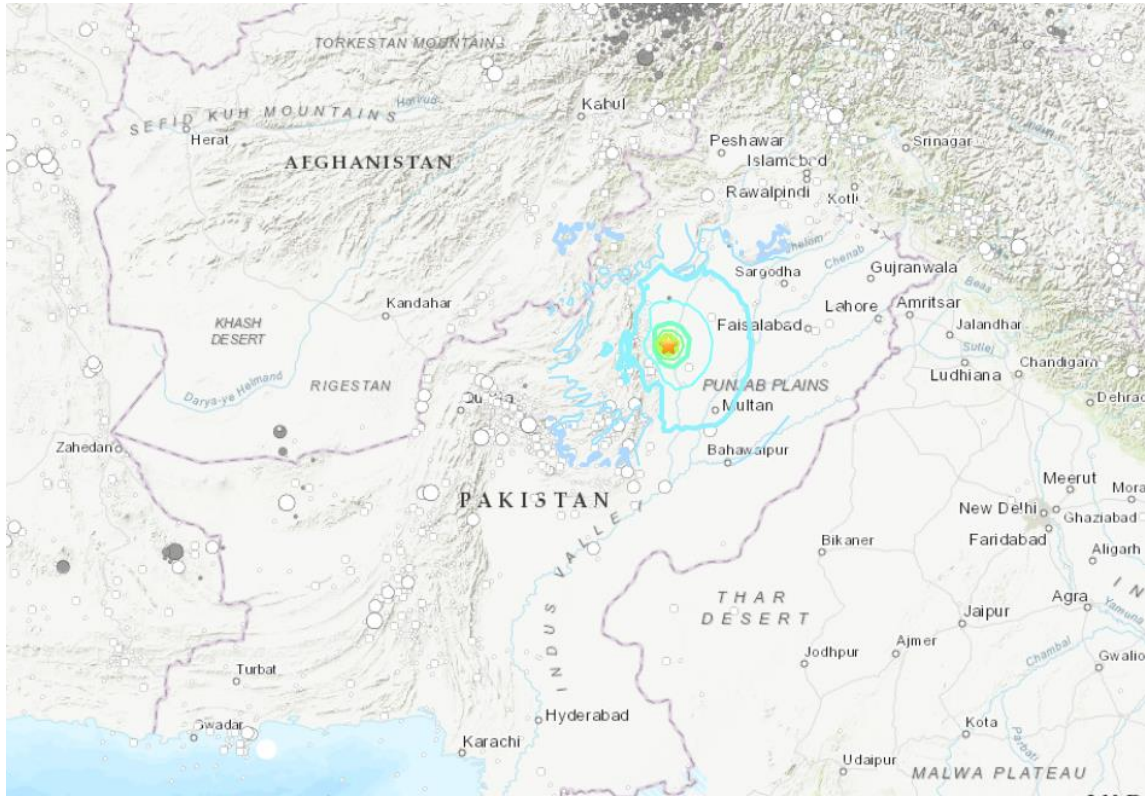 TORKESTAN MOUNTAINS
Kabul
Harirud
SEFID KUH MOUNTAINS
Herat
AFGHANISTAN
Peshawar
Srinagar
Islamabad
Rawalpindi
Kotli
Jhelum
Chenab
Sargodha
Gujranwala
Kandahar
Lahore
Amritsar
Beas
KHASH
DESERT
Faisalabad
Jalandhar
Sutlej
Chandigarh
Ludhiana
RIGESTAN
PUNJAB PLAINS
Darya-ye Helmand
Multan
Zahedan
Bahawalpur
PAKISTAN
Meerut
New Delhi
Ghaziabad
Faridabad
Bikaner
Aligarh
INDUS VALLEY
THAR
DESERT
Agra
Jaipur
Yamuna
Ajmer
Jodhpur
Chambal
Turbat
Gwadar
Hyderabad
Kota
Karachi
Parbati
Udaipur
MALWA PLATEAU